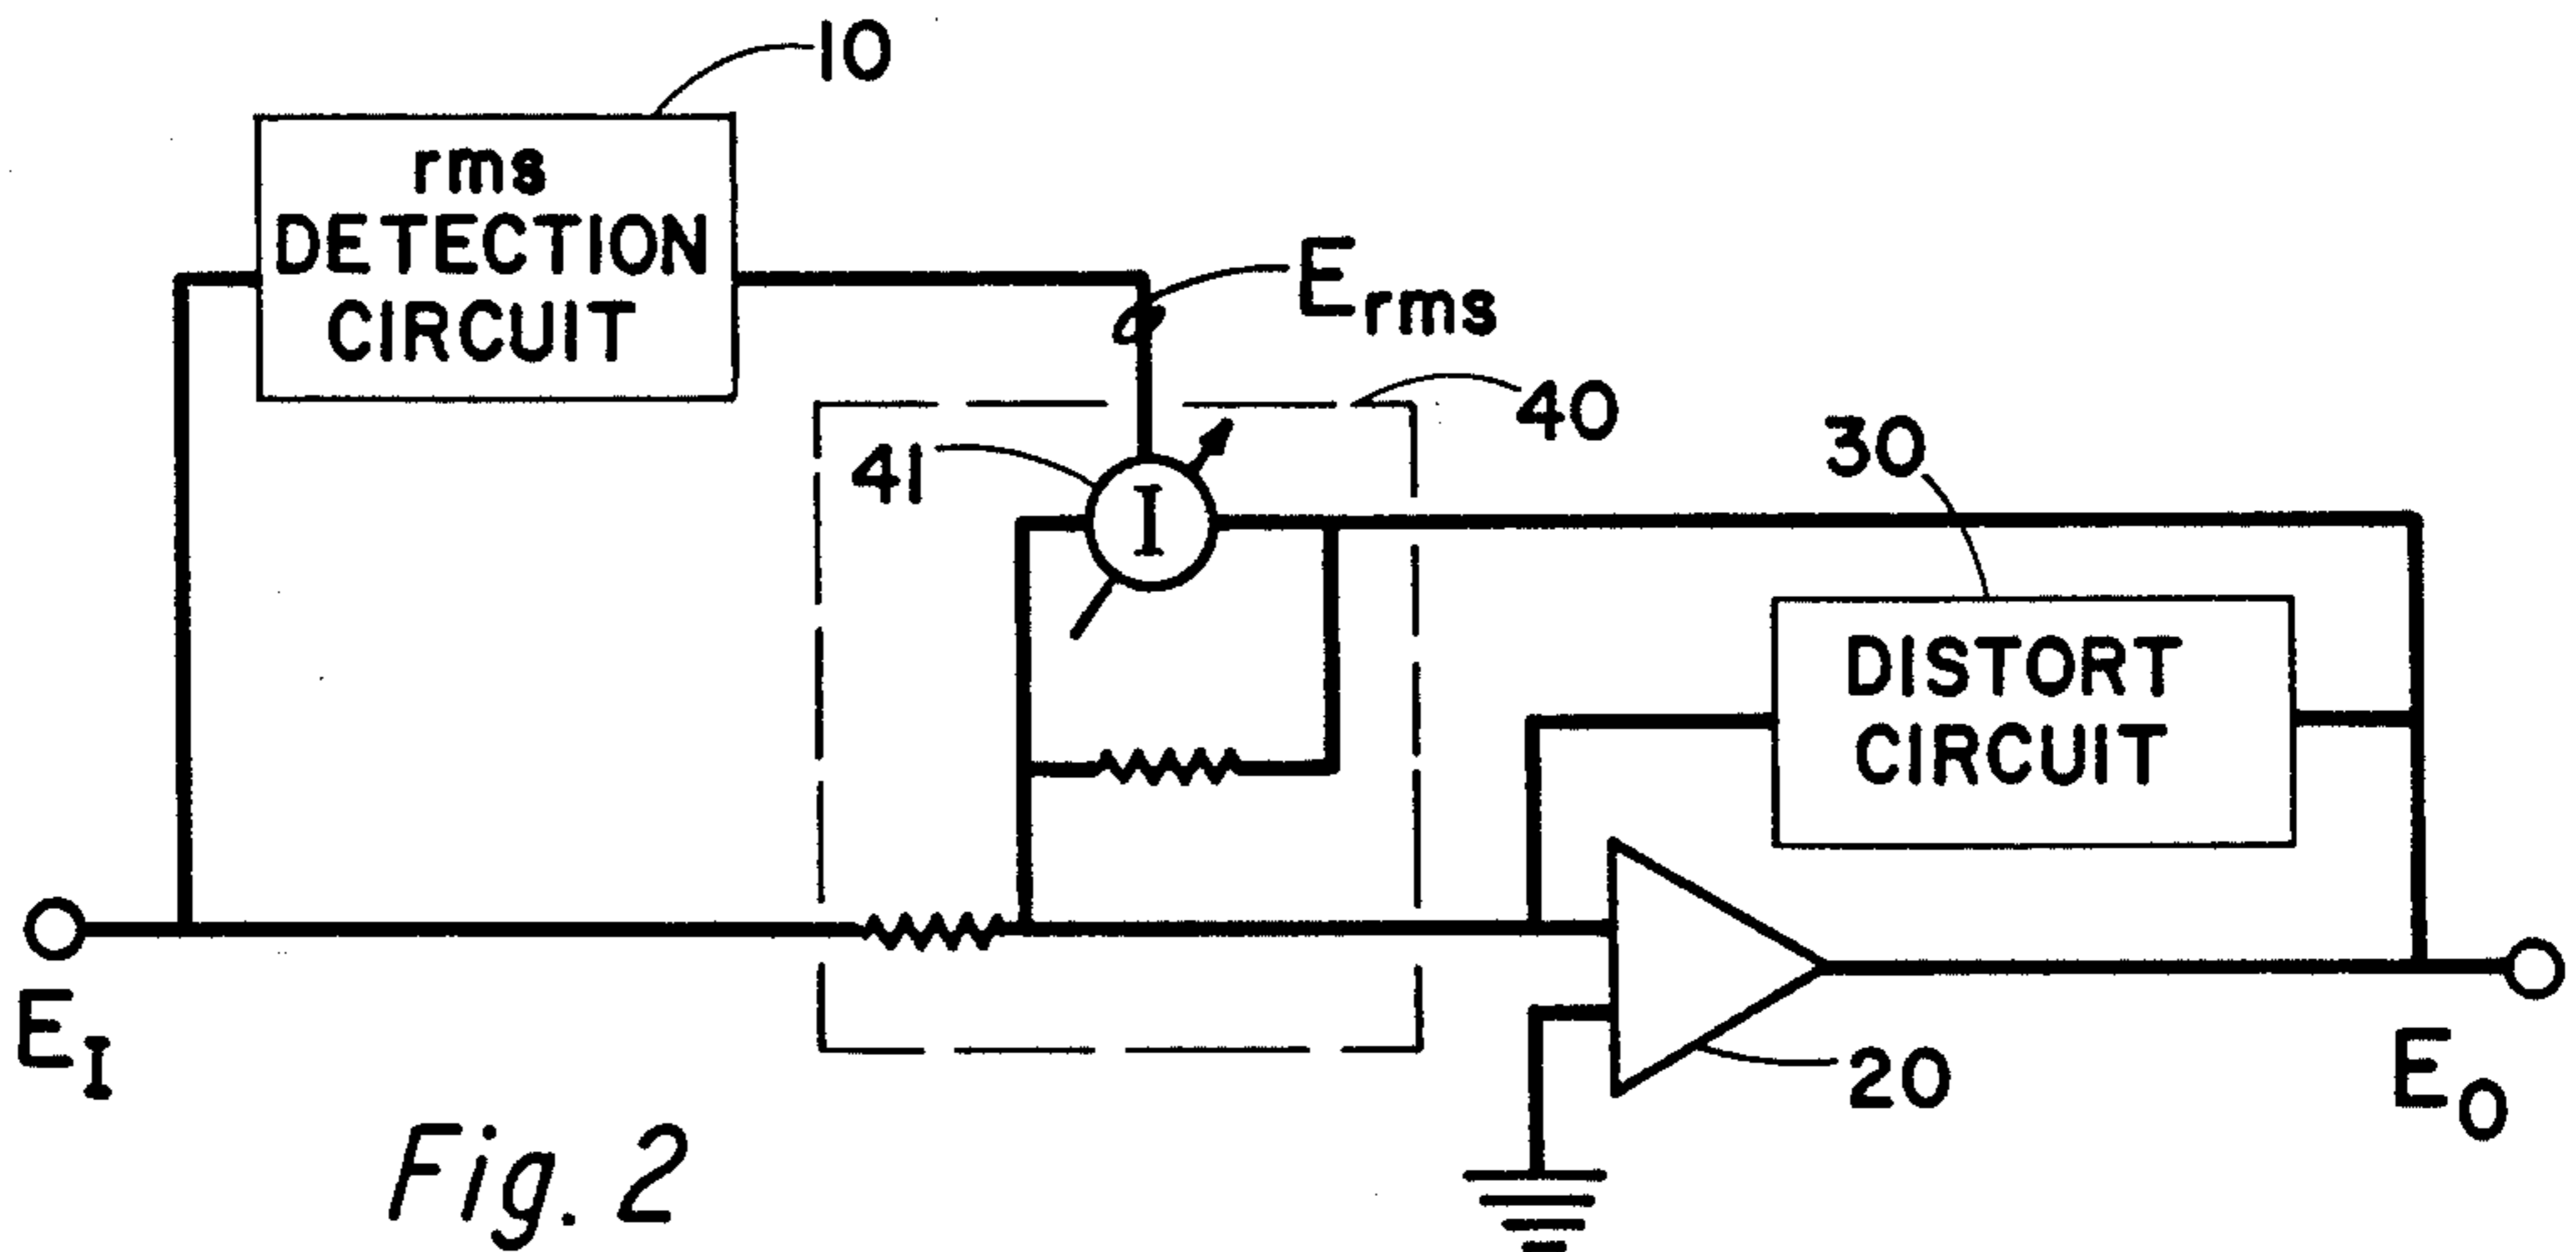 10
rms
DETECTION
CIRCUIT
Erms
40
41
I
30
DISTORT
CIRCUIT
EI
20
EO
Fig. 2